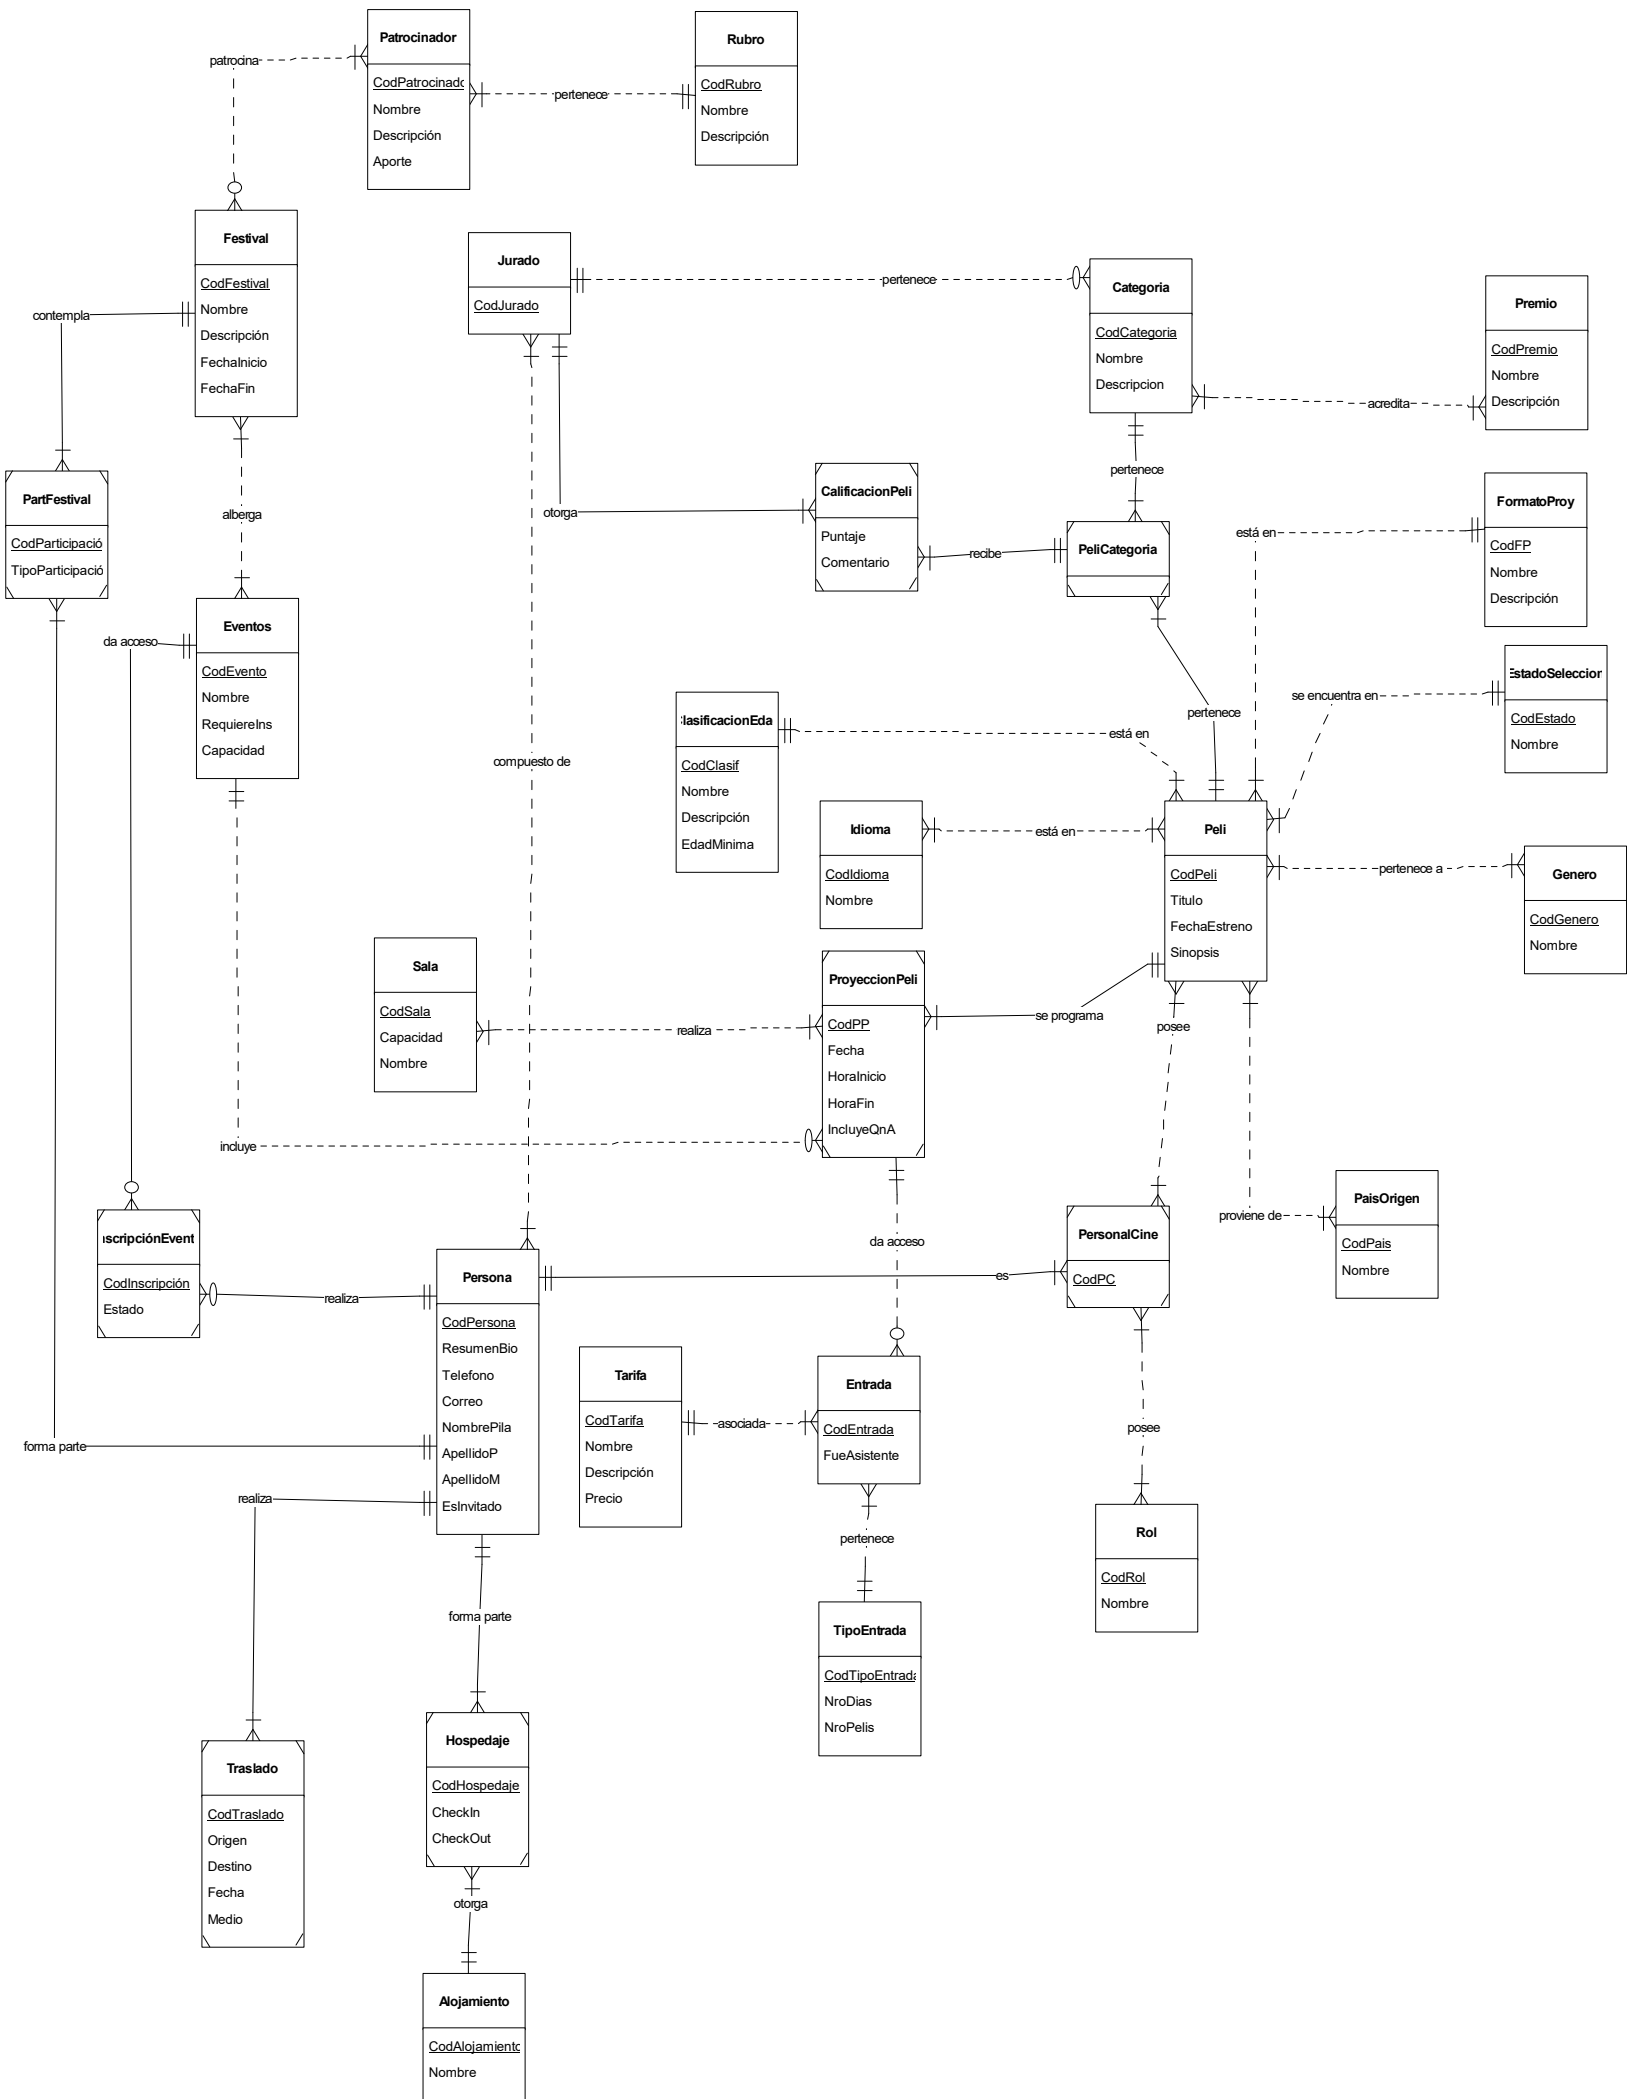 Patrocinador
CodPatrocinado
Nombre
Descripción
Aporte
Rubro
CodRubro
Nombre
Descripción
patrocina
pertenece
Festival
CodFestival
Nombre
Descripción
FechaInicio
FechaFin
contempla
Jurado
CodJurado
pertenece
Categoria
CodCategoria
Nombre
Descripcion
Premio
CodPremio
Nombre
Descripción
acredita
PartFestival
CodParticipació
TipoParticipació
alberga
otorga
CalificacionPeli
Puntaje
Comentario
recibe
pertenece
PeliCategoria
está en
FormatoProy
CodFP
Nombre
Descripción
da acceso
Eventos
CodEvento
Nombre
RequiereIns
Capacidad
compuesto de
lasificacionEda
CodClasif
Nombre
Descripción
EdadMinima
está en
pertenece
se encuentra en
EstadoSeleccion
CodEstado
Nombre
Idioma
CodIdioma
Nombre
está en
Peli
CodPeli
Titulo
FechaEstreno
Sinopsis
pertenece a
Genero
CodGenero
Nombre
Sala
CodSala
Capacidad
Nombre
realiza
ProyeccionPeli
CodPP
Fecha
HoraInicio
HoraFin
IncluyeQnA
se programa
posee
incluye
proviene de
PaisOrigen
CodPais
Nombre
nscripciónEvent
CodInscripción
Estado
realiza
Persona
CodPersona
ResumenBio
Telefono
Correo
NombrePila
ApellidoP
ApellidoM
EsInvitado
es
PersonalCine
CodPC
da acceso
Tarifa
CodTarifa
Nombre
Descripción
Precio
asociada
Entrada
CodEntrada
FueAsistente
posee
forma parte
realiza
pertenece
Rol
CodRol
Nombre
forma parte
TipoEntrada
CodTipoEntrada
NroDias
NroPelis
Traslado
CodTraslado
Origen
Destino
Fecha
Medio
Hospedaje
CodHospedaje
CheckIn
CheckOut
otorga
Alojamiento
CodAlojamiento
Nombre